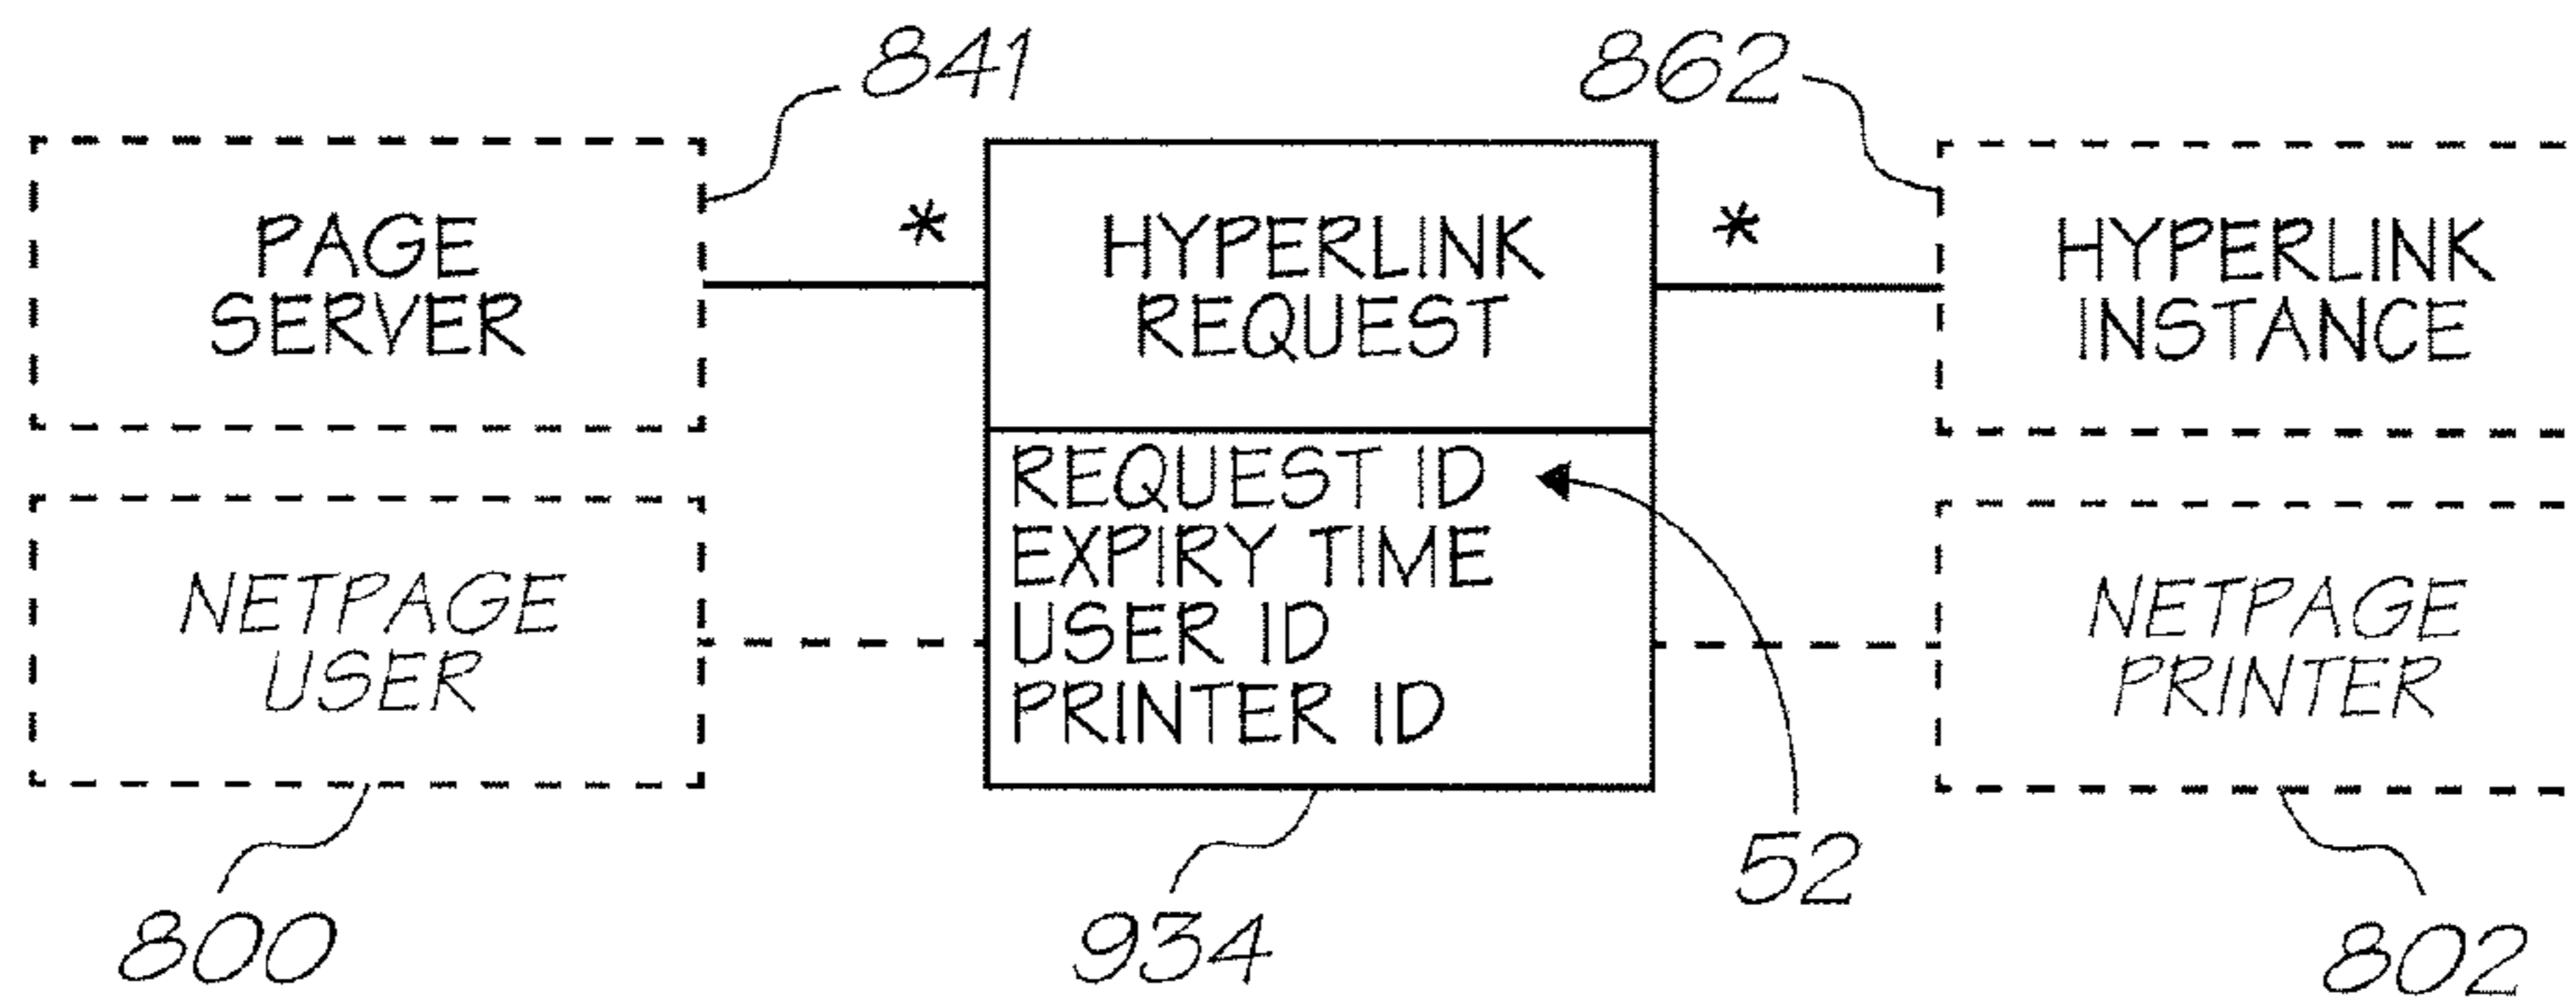 841
862
PAGE
SERVER
*
HYPERLINK
REQUEST
*
HYPERLINK
INSTANCE
REQUEST ID
EXPIRY TIME
USER ID
PRINTER ID
NETPAGE
USER
NETPAGE
PRINTER
52
800
934
802